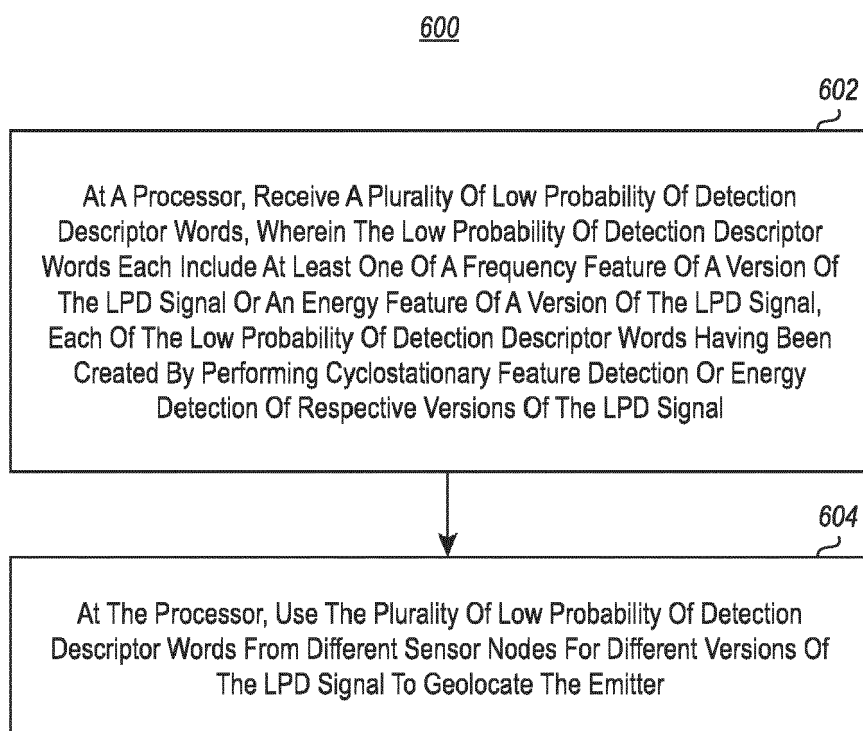 600
602
At A Processor, Receive A Plurality Of Low Probability Of Detection
Descriptor Words, Wherein The Low Probability Of Detection Descriptor
Words Each Include At Least One Of A Frequency Feature Of A Version Of
The LPD Signal Or An Energy Feature Of A Version Of The LPD Signal,
Each Of The Low Probability Of Detection Descriptor Words Having Been
Created By Performing Cyclostationary Feature Detection Or Energy
Detection Of Respective Versions Of The LPD Signal
604
At The Processor, Use The Plurality Of Low Probability Of Detection
Descriptor Words From Different Sensor Nodes For Different Versions Of
The LPD Signal To Geolocate The Emitter